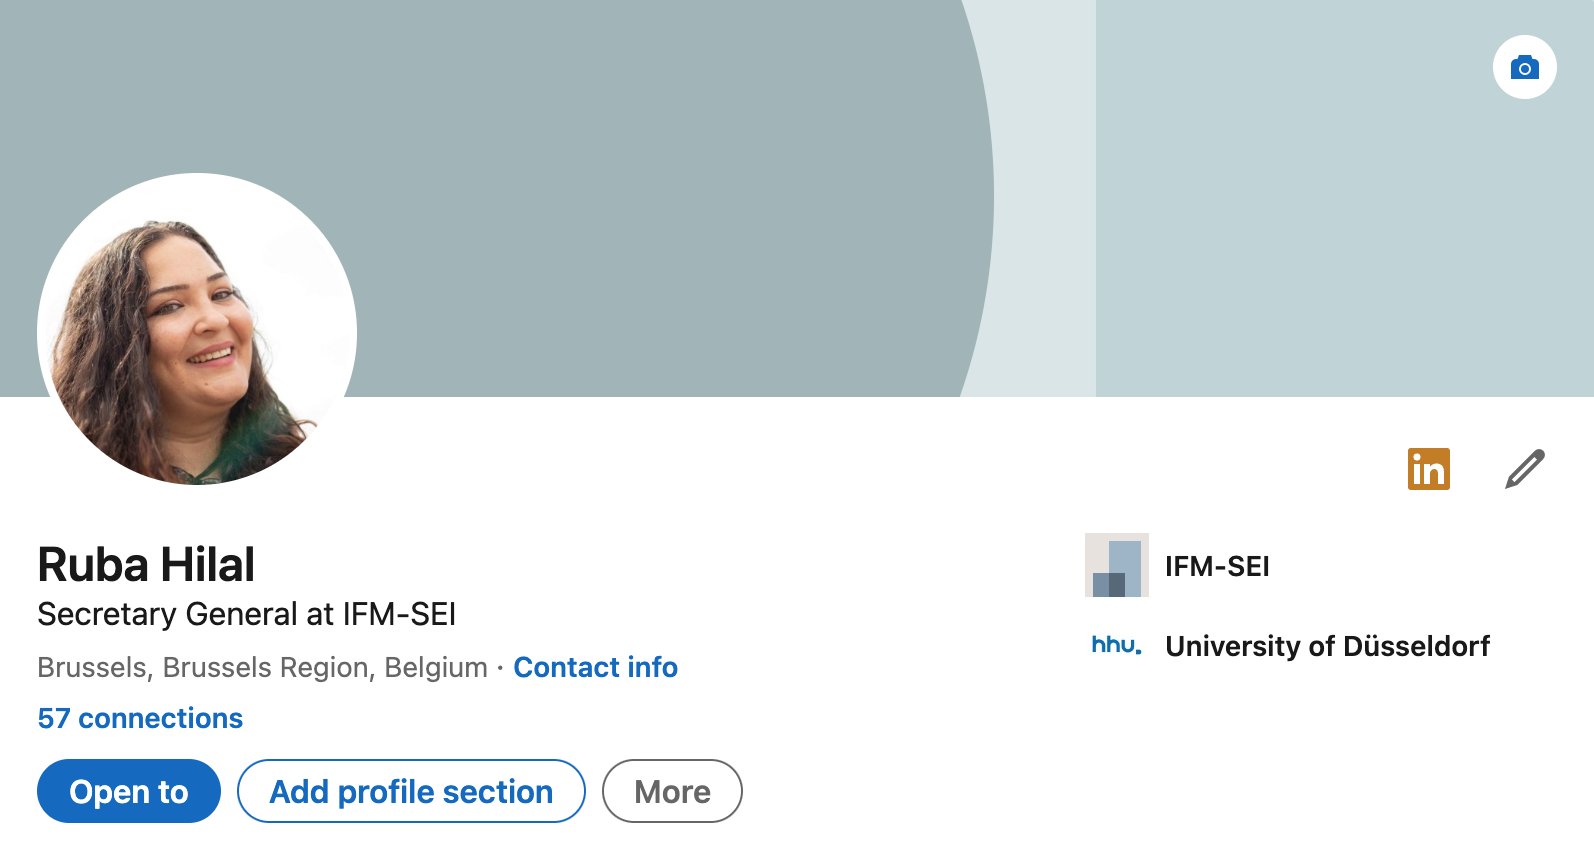 in
Ruba Hilal
Secretary General at IFM-SEI
Brussels, Brussels Region, Belgium · Contact info
57 connections
Open to
Add profile section
More
IFM-SEI
hhu.
University of Düsseldorf